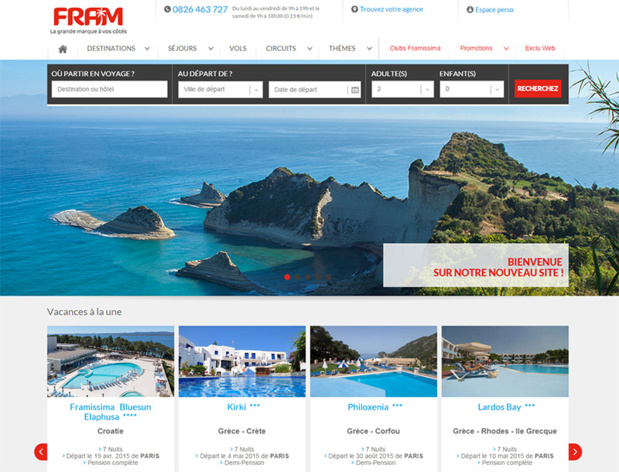 FRAM
La grande marque à vos côtés
0826 463 727
Du lundi au vendredi de 9h à 19h et le
samedi de 9h à 18h30 (0.15 €/min)
Trouvez votre agence
Espace perso
DESTINATIONS
SÉJOURS
VOLS
CIRCUITS
THÈMES
Clubs Framissima
Promotions
Exclu Web
OÙ PARTIR EN VOYAGE ?
AU DÉPART DE ?
ADULTE(S)
ENFANT(S)
Destination ou hôtel
Ville de départ
Date de départ
2
0
RECHERCHEZ
BIENVENUE
SUR NOTRE NOUVEAU SITE !
Vacances à la une
Framissima Bluesun
Elaphusa ****
Croatie
> 7 Nuits
> Départ le 19 avr. 2015 de PARIS
> Pension complète
Kirki ***
Grèce - Crète
> 7 Nuits
> Départ le 4 mai 2015 de PARIS
> Demi-Pension
Philoxenia ***
Grèce - Corfou
> 7 Nuits
> Départ le 30 août 2015 de PARIS
> Demi-Pension
Lardos Bay ***
Grèce - Rhodes - Ile Grecque
> 7 Nuits
> Départ le 10 mai 2015 de PARIS
> Pension complète